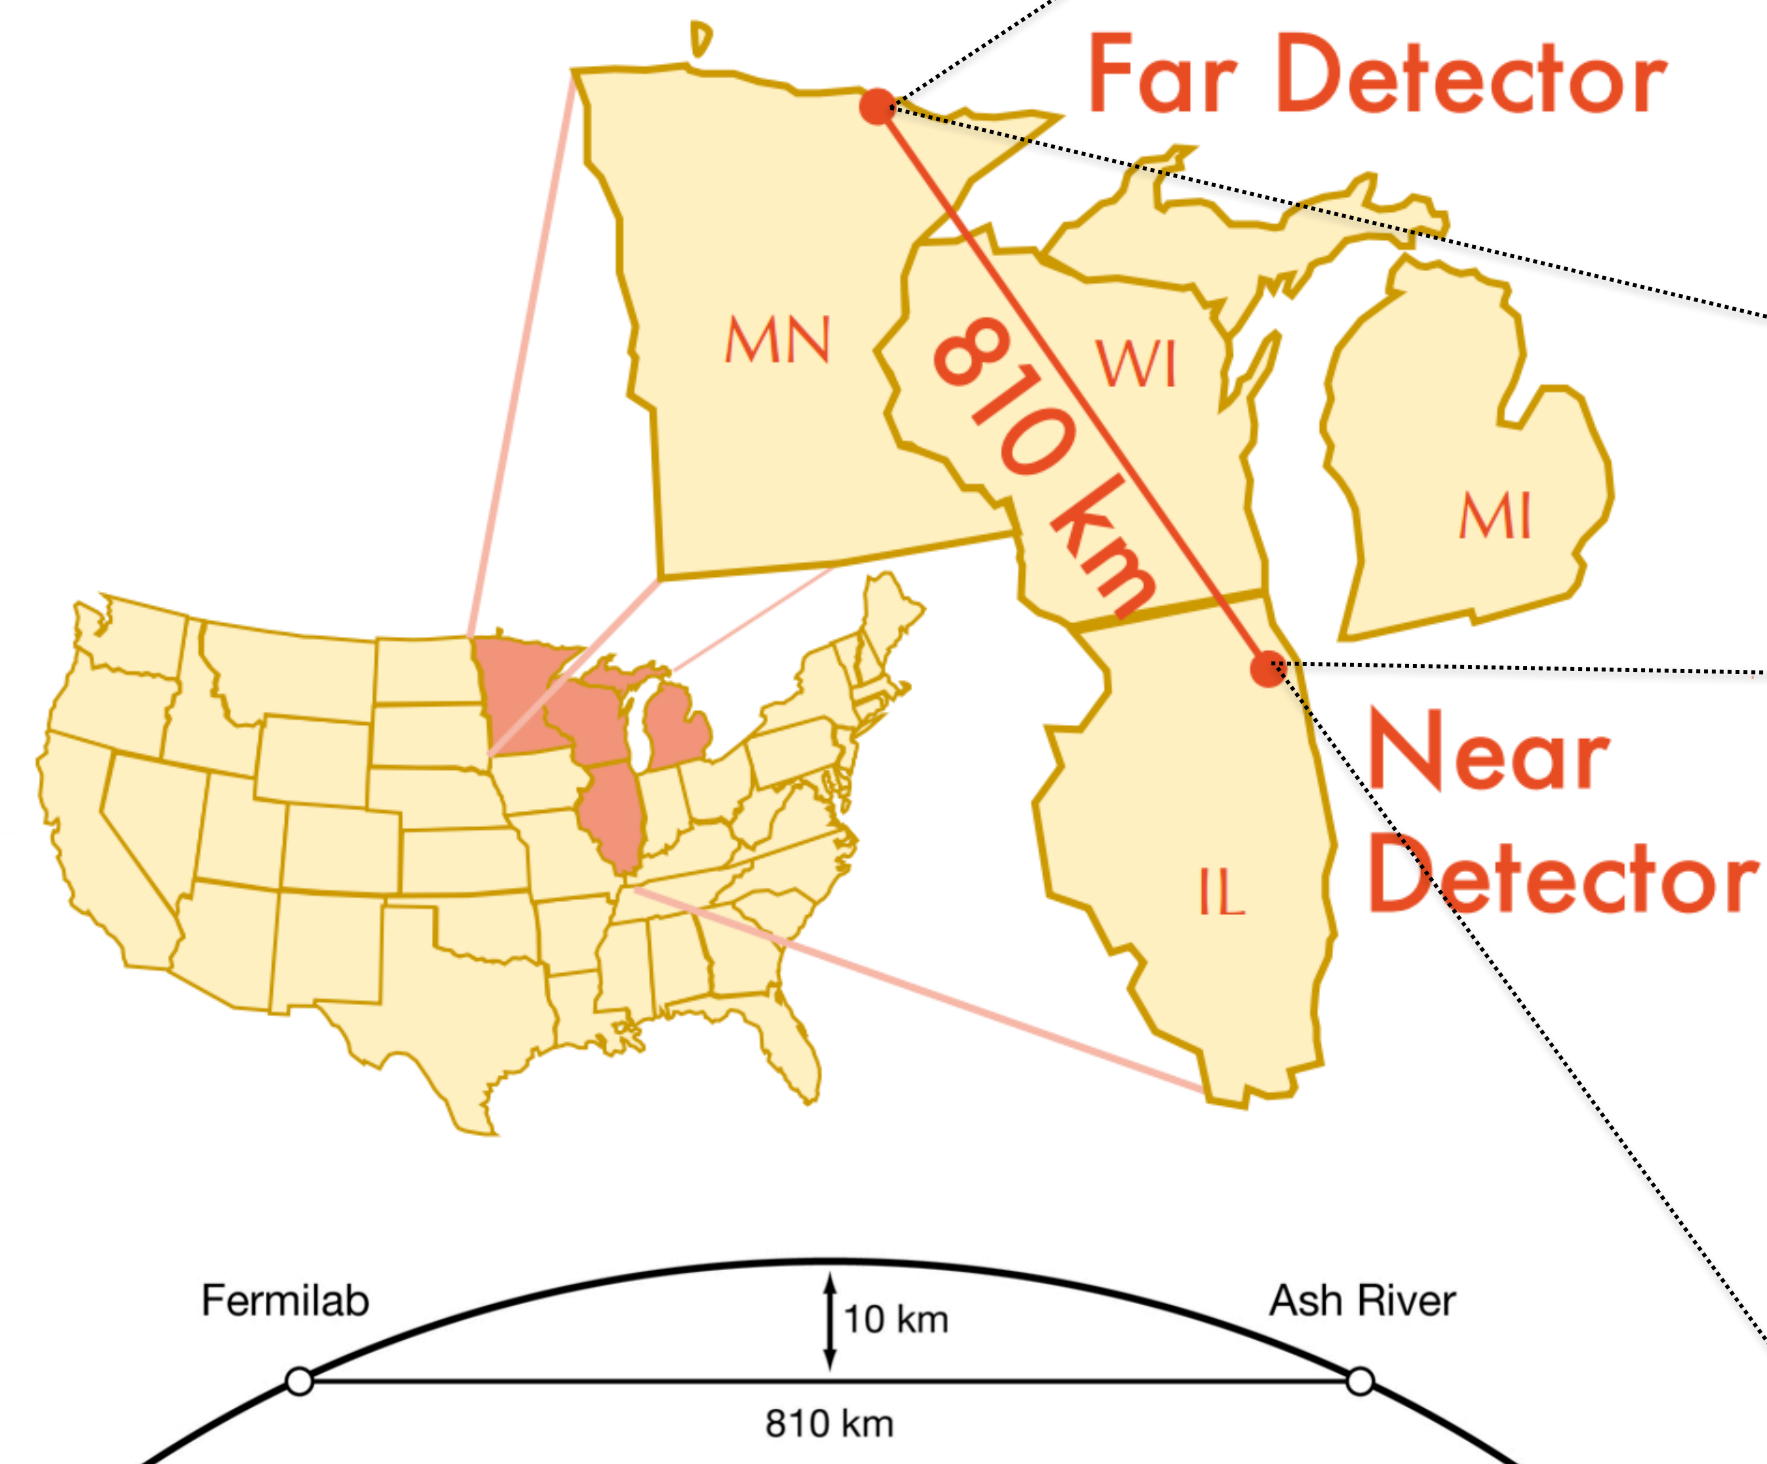 Far Detector
MN
WI
810 km
MI
Near
Detector
IL
Fermilab
Ash River
10 km
810 km